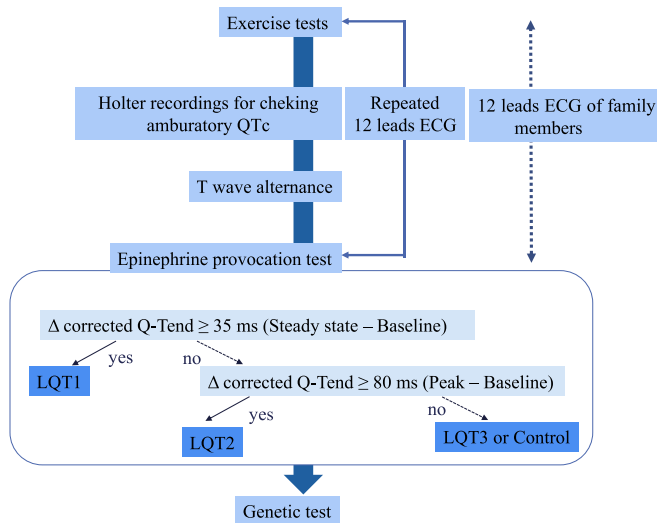 Exercise tests
Holter recordings for cheking
amburatory QTc
Repeated
12 leads ECG
12 leads ECG of family
members
T wave alternance
Epinephrine provocation test
Δ corrected Q-Tend ≥ 35 ms (Steady state – Baseline)
yes
no
LQT1
Δ corrected Q-Tend ≥ 80 ms (Peak – Baseline)
yes
no
LQT2
LQT3 or Control
Genetic test